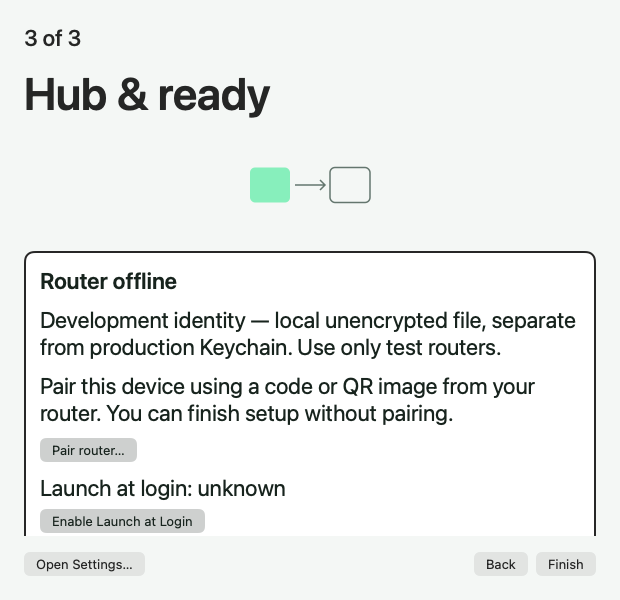 3 of 3
Hub & ready
Router offline
Development identity — local unencrypted file, separate
from production Keychain. Use only test routers.
Pair this device using a code or QR image from your
router. You can finish setup without pairing.
Pair router...
Launch at login: unknown
Enable Launch at Login
Open Settings...
Back
Finish